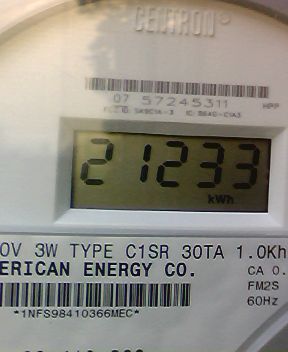 CENTRON®
07 57245311 HPP
21233
kWh
0V 3W TYPE C1SR 30TA 1.0Kh
ERICAN ENERGY CO.
CA 0.
FM2S
60Hz
*1NFS98410366MEC*